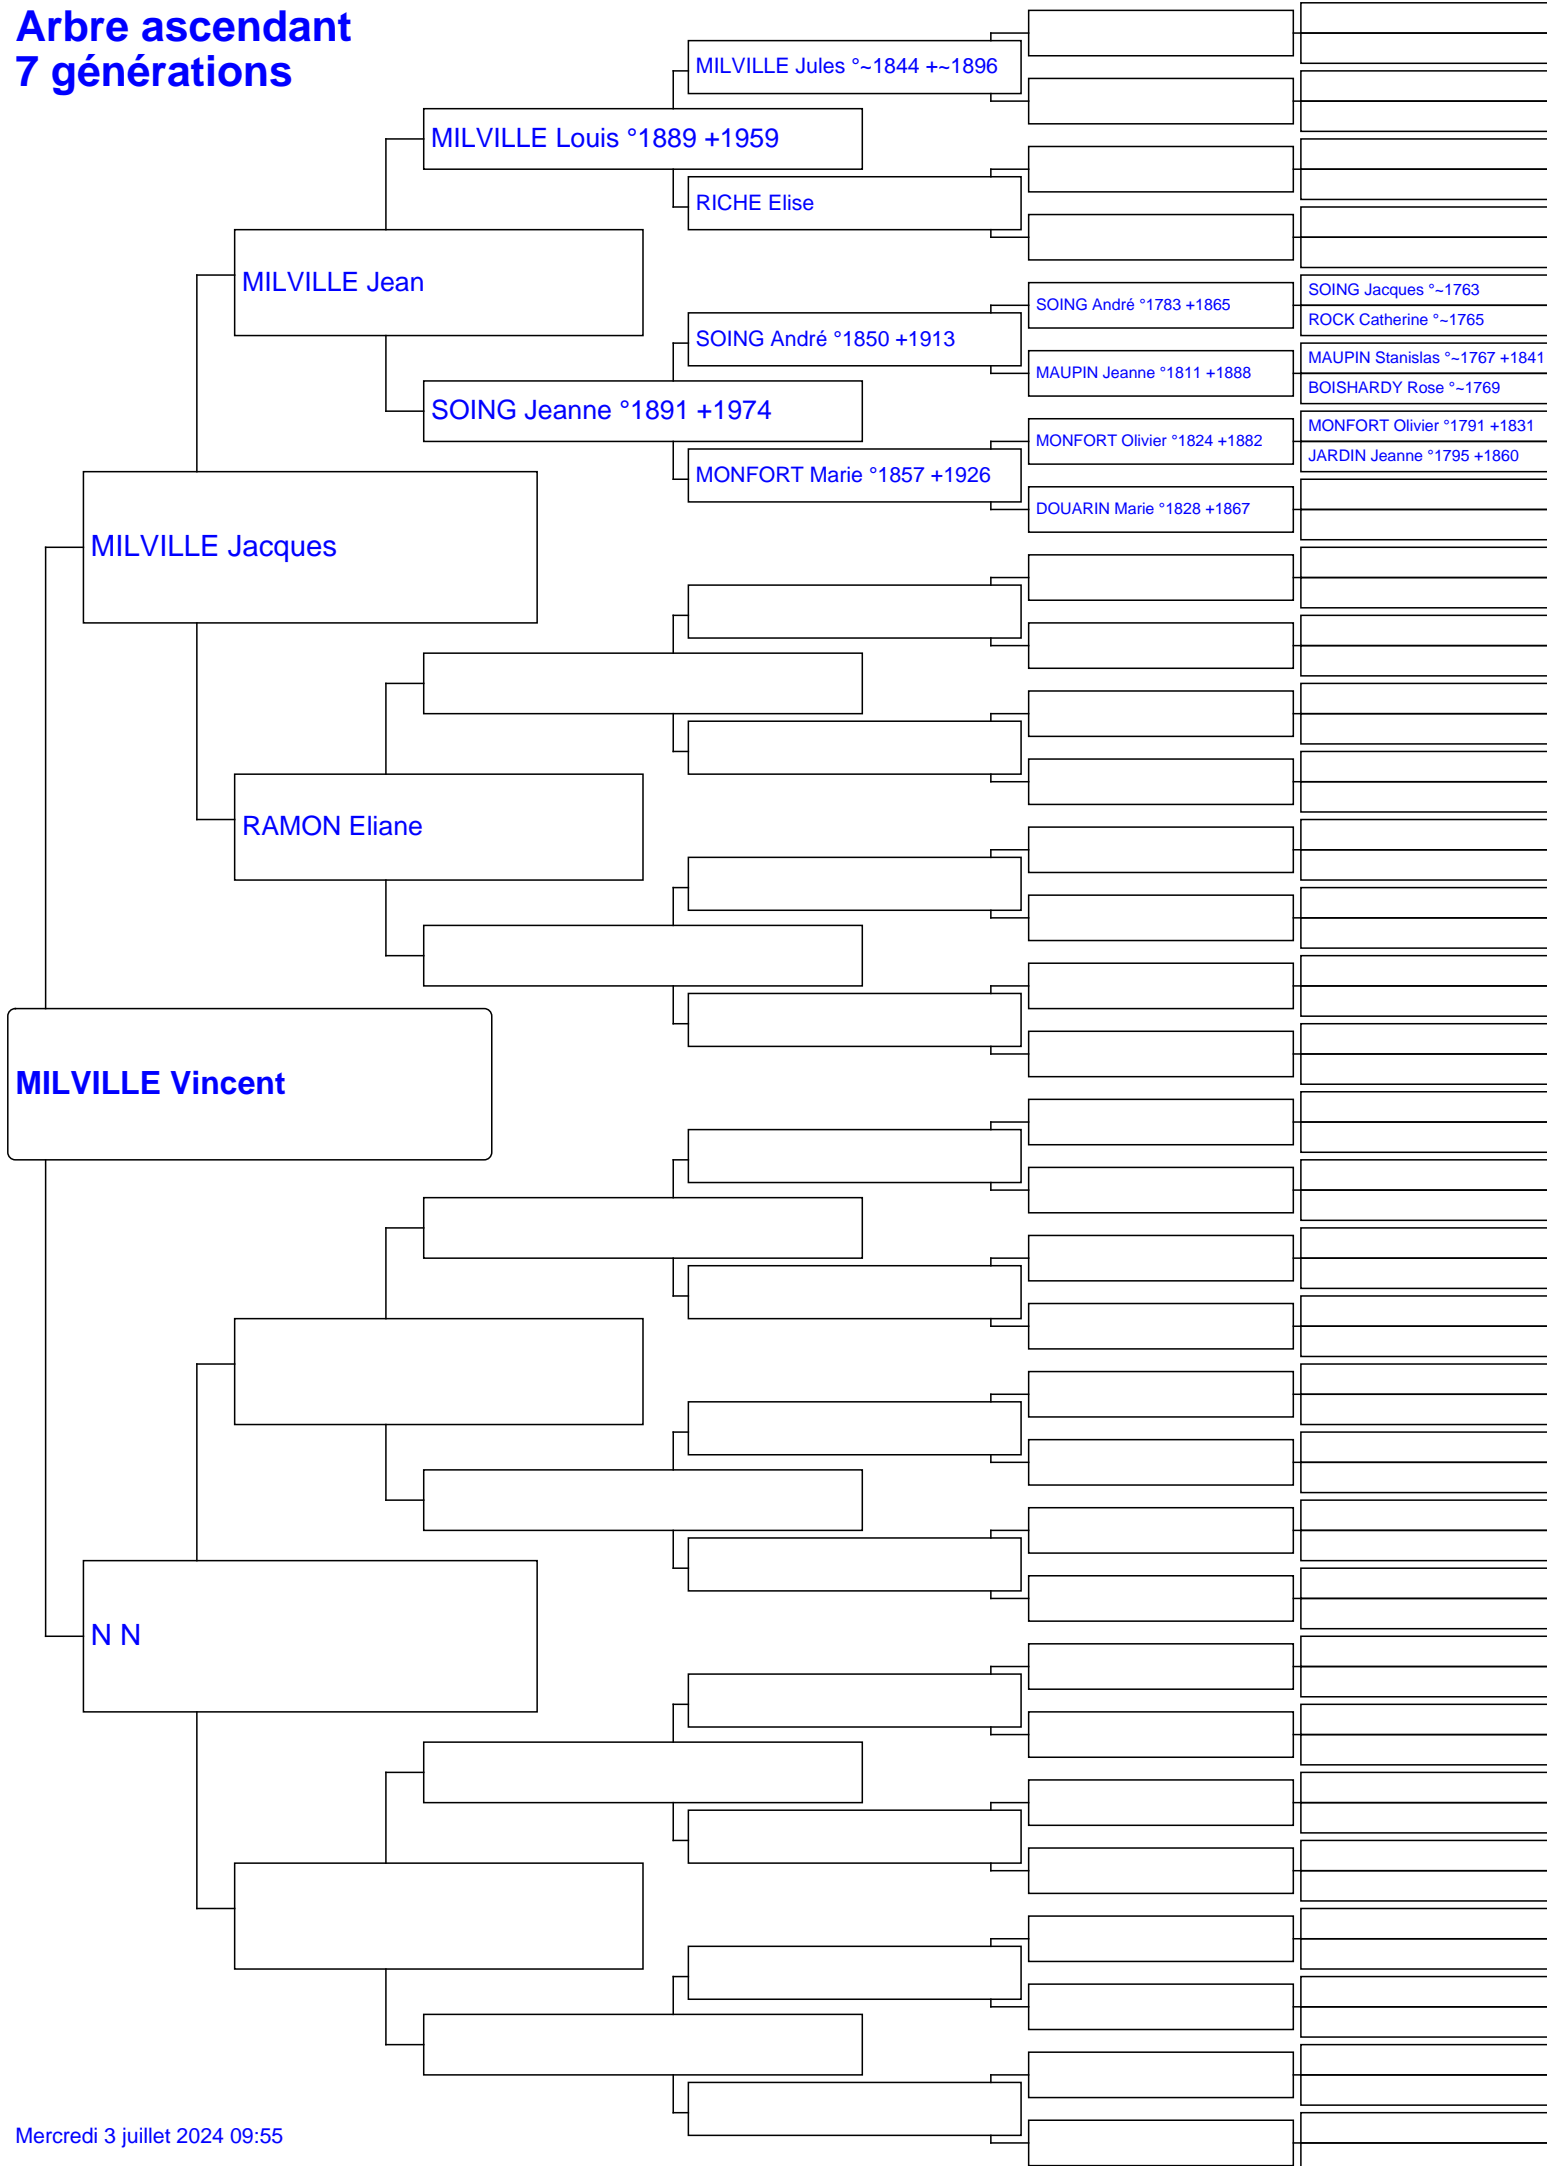 Arbre ascendant
7 générations
MILVILLE Jules °~1844 +~1896
MILVILLE Louis °1889 +1959
RICHE Elise
MILVILLE Jean
SOING Jacques °~1763
SOING André °1783 +1865
ROCK Catherine °~1765
SOING André °1850 +1913
MAUPIN Stanislas °~1767 +1841
MAUPIN Jeanne °1811 +1888
BOISHARDY Rose °~1769
SOING Jeanne °1891 +1974
MONFORT Olivier °1791 +1831
MONFORT Olivier °1824 +1882
JARDIN Jeanne °1795 +1860
MONFORT Marie °1857 +1926
DOUARIN Marie °1828 +1867
MILVILLE Jacques
RAMON Eliane
MILVILLE Vincent
N N
Mercredi 3 juillet 2024 09:55